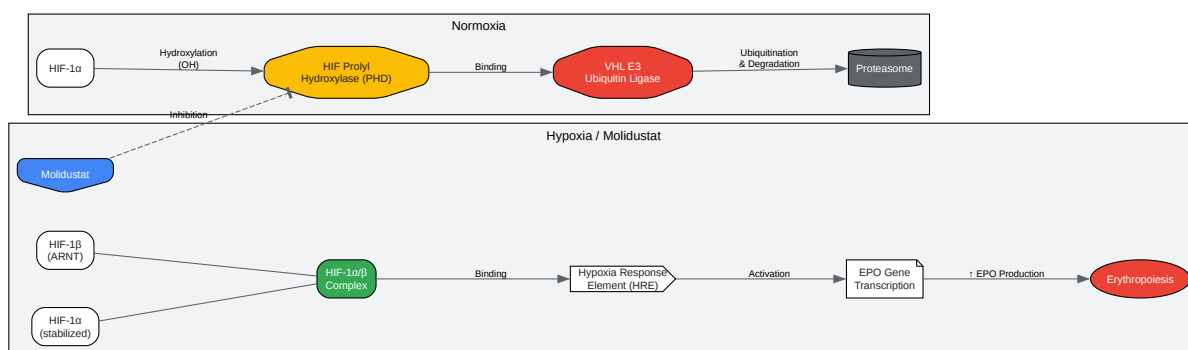 Normoxia
HIF-1α
Hydroxylation
(OH)
HIF Prolyl
Hydroxylase (PHD)
Binding
VHL E3
Ubiquitin Ligase
Ubiquitination
& Degradation
Proteasome
Inhibition
Hypoxia / Molidustat
Molidustat
HIF-1β
(ARNT)
HIF-1α
(stabilized)
HIF-1α/β
Complex
Binding
Hypoxia Response
Element (HRE)
Activation
EPO Gene
Transcription
↑ EPO Production
Erythropoiesis